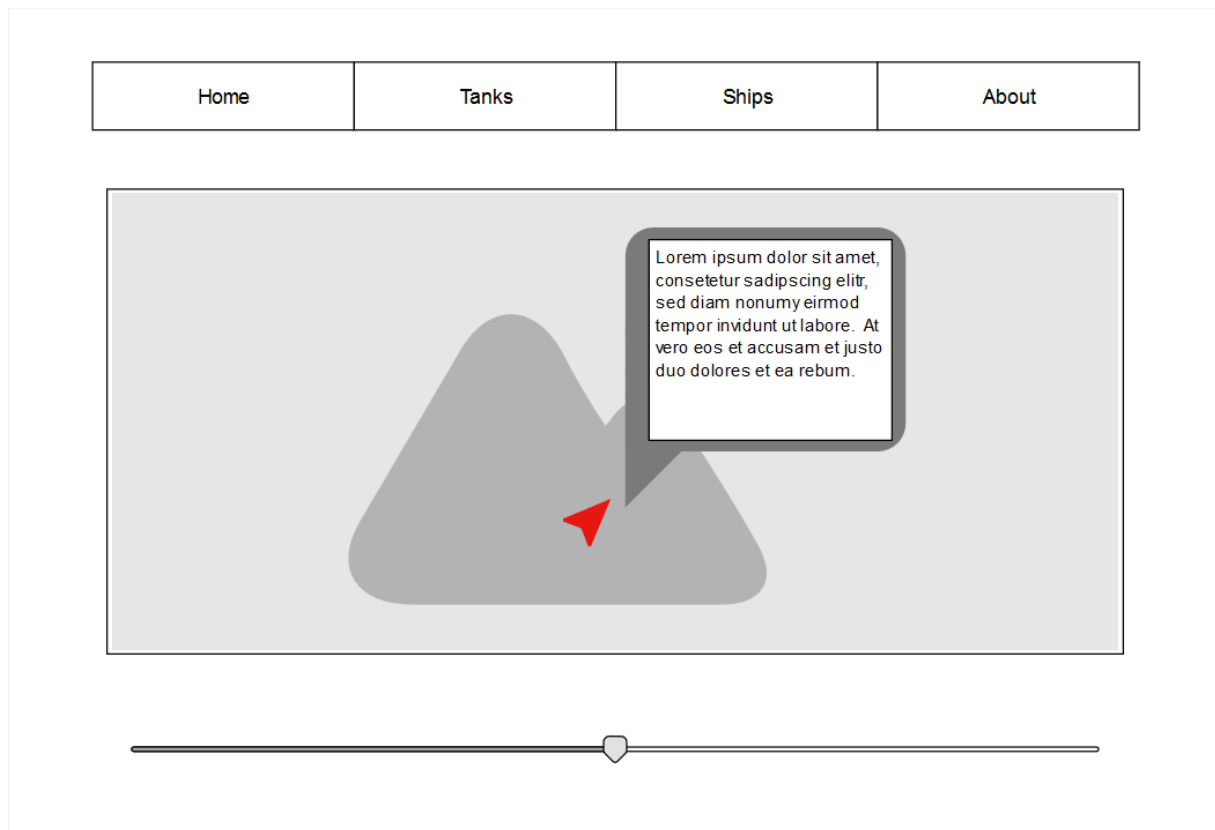 Home
Tanks
Ships
About
Lorem ipsum dolor sit amet,
consetetur sadipscing elitr,
sed diam nonumy eirmod
tempor invidunt ut labore.  At
vero eos et accusam et justo
duo dolores et ea rebum.